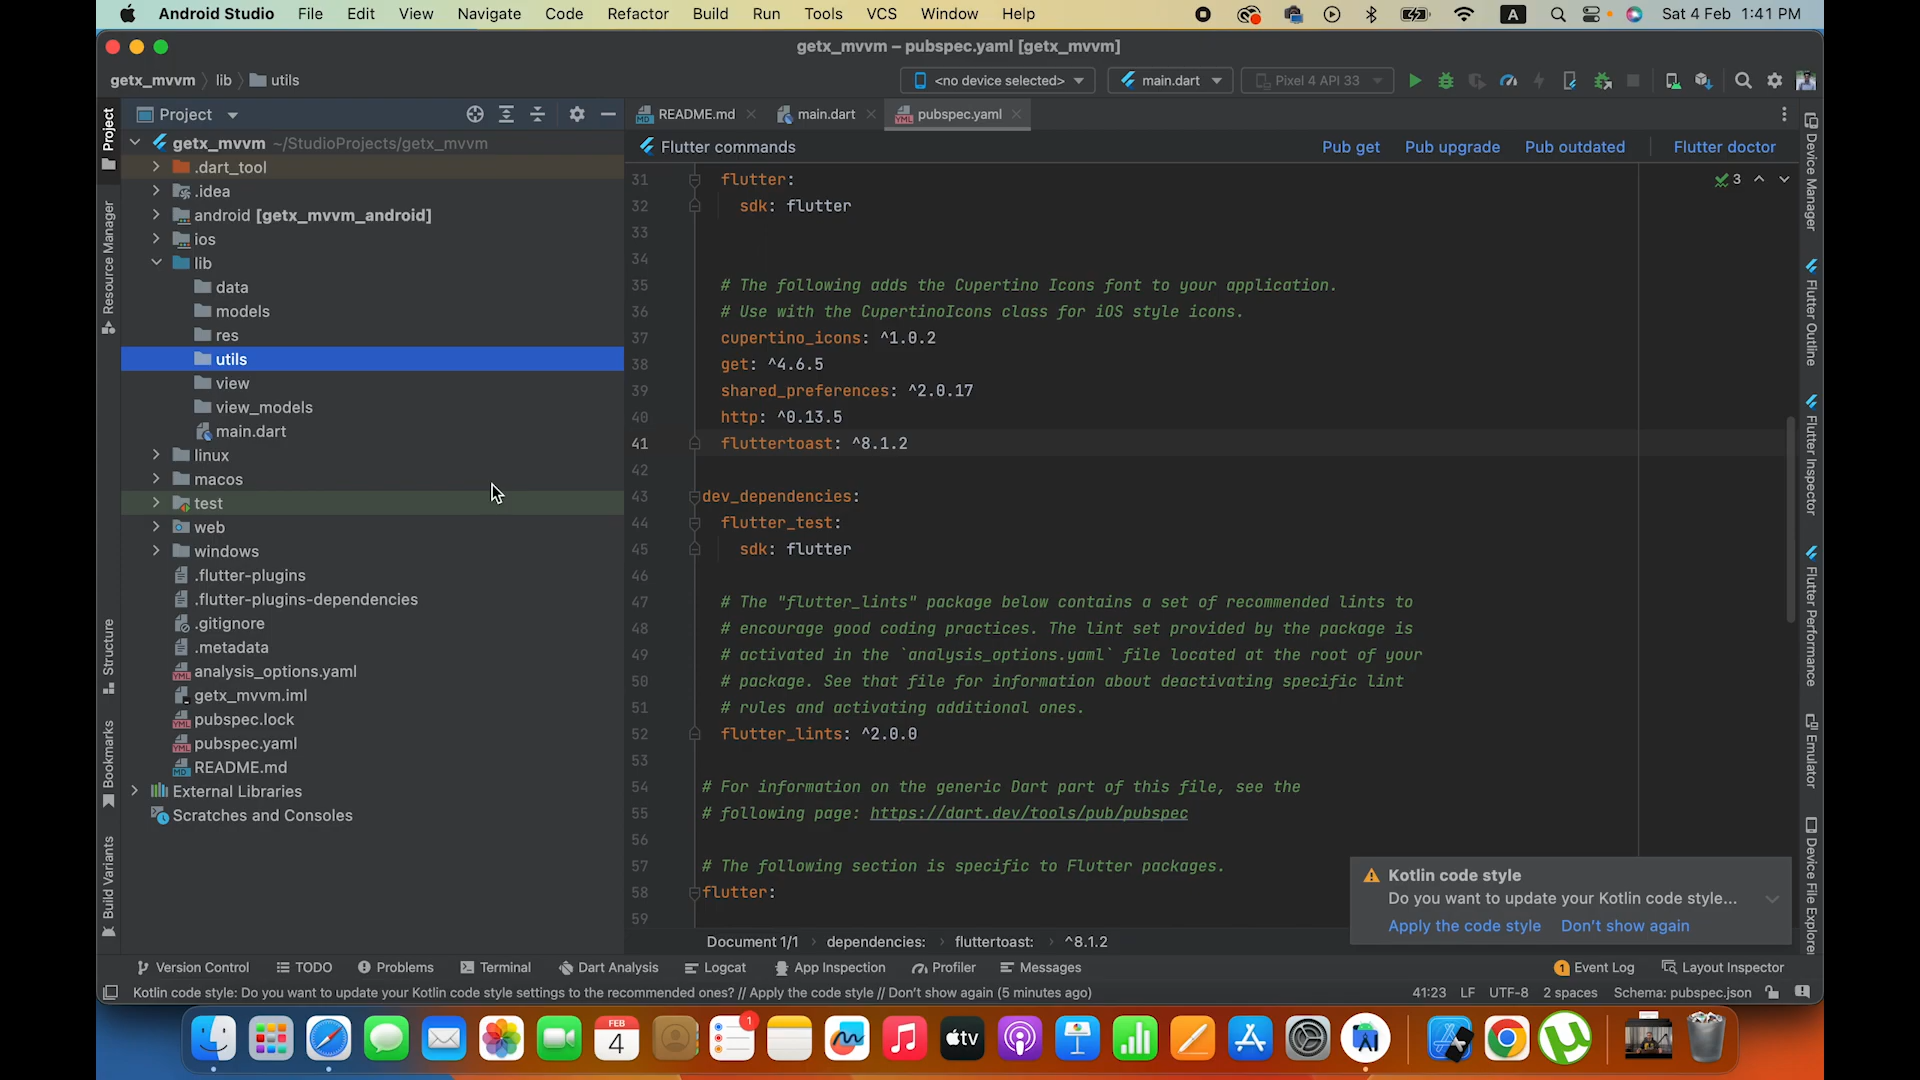 Android Studio File Edit View Navigate Code Refactor Build Run Tools VCS Window Help A Sat 4 Feb 1:41 PM
getx_mvvm – pubspec.yaml [getx_mvvm]
getx_mvvm lib utils <no device selected> main.dart Pixel 4 API 33
Project README.md main.dart pubspec.yaml
Flutter commands Pub get Pub upgrade Pub outdated Flutter doctor
getx_mvvm ~/StudioProjects/getx_mvvm
.dart_tool
.idea
android [getx_mvvm_android]
ios
lib
data
models
res
utils
view
view_models
main.dart
linux
macos
test
web
windows
.flutter-plugins
.flutter-plugins-dependencies
.gitignore
.metadata
analysis_options.yaml
getx_mvvm.iml
pubspec.lock
pubspec.yaml
README.md
External Libraries
Scratches and Consoles
Project
Resource Manager
Structure
Bookmarks
Build Variants
3
31 flutter:
32 sdk: flutter
33
34
35 # The following adds the Cupertino Icons font to your application.
36 # Use with the CupertinoIcons class for iOS style icons.
37 cupertino_icons: ^1.0.2
38 get: ^4.6.5
39 shared_preferences: ^2.0.17
40 http: ^0.13.5
41 fluttertoast: ^8.1.2
42
43 dev_dependencies:
44 flutter_test:
45 sdk: flutter
46
47 # The "flutter_lints" package below contains a set of recommended lints to
48 # encourage good coding practices. The lint set provided by the package is
49 # activated in the `analysis_options.yaml` file located at the root of your
50 # package. See that file for information about deactivating specific lint
51 # rules and activating additional ones.
52 flutter_lints: ^2.0.0
53
54 # For information on the generic Dart part of this file, see the
55 # following page: https://dart.dev/tools/pub/pubspec
56
57 # The following section is specific to Flutter packages.
58 flutter:
59
Document 1/1 dependencies: fluttertoast: ^8.1.2
Kotlin code style
Do you want to update your Kotlin code style...
Apply the code style Don't show again
Device Manager
Flutter Outline
Flutter Inspector
Flutter Performance
Emulator
Device File Explorer
Version Control TODO Problems Terminal Dart Analysis Logcat App Inspection Profiler Messages 1 Event Log Layout Inspector
Kotlin code style: Do you want to update your Kotlin code style settings to the recommended ones? // Apply the code style // Don't show again (5 minutes ago) 41:23 LF UTF-8 2 spaces Schema: pubspec.json
FEB
4
1
tv